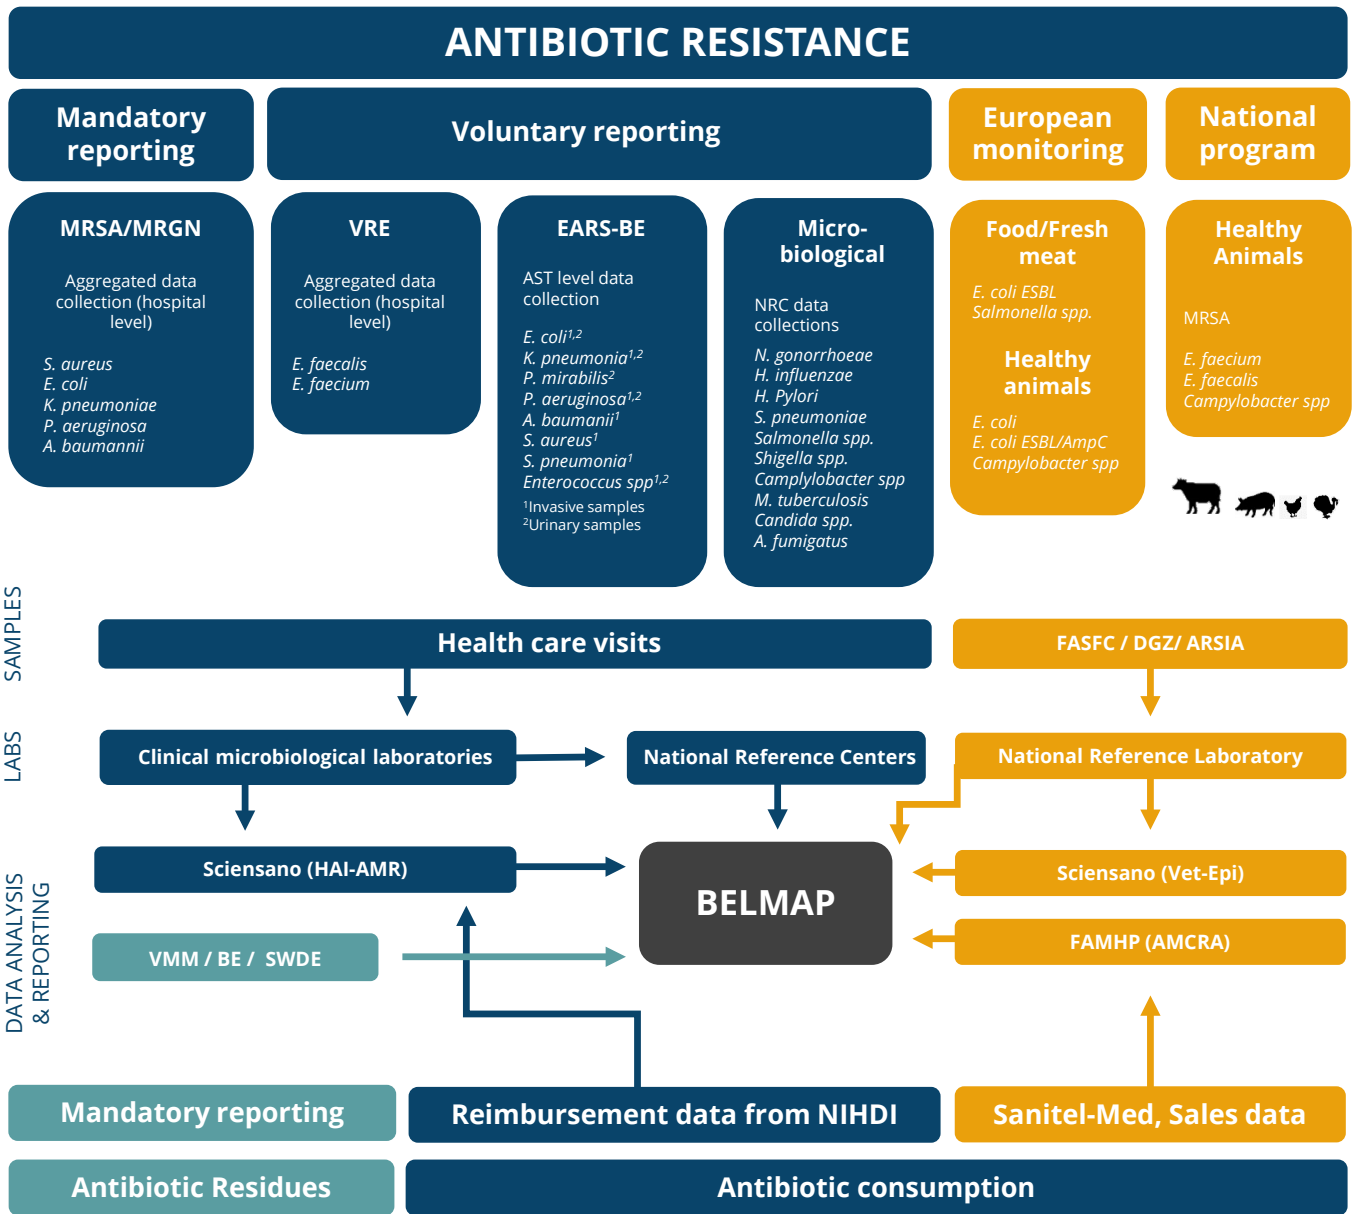 ANTIBIOTIC RESISTANCE
Mandatory
reporting
Voluntary reporting
European
monitoring
National
program
MRSA/MRGN
Aggregated data
collection (hospital
level)
S. aureus
E. coli
K. pneumoniae
P. aeruginosa
A. baumannii
VRE
Aggregated data
collection (hospital
level)
E. faecalis
E. faecium
EARS-BE
AST level data
collection
E. coli1,2
K. pneumonia1,2
P. mirabilis2
P. aeruginosa1,2
A. baumanii1
S. aureus1
S. pneumonia1
Enterococcus spp1,2
1Invasive samples
2Urinary samples
Micro-
biological
NRC data
collections
N. gonorrhoeae
H. influenzae
H. Pylori
S. pneumoniae
Salmonella spp.
Shigella spp.
Camplylobacter spp
M. tuberculosis
Candida spp.
A. fumigatus
Food/Fresh
meat
E. coli ESBL
Salmonella spp.
Healthy
animals
E. coli
E. coli ESBL/AmpC
Campylobacter spp
Healthy
Animals
MRSA
E. faecium
E. faecalis
Campylobacter spp
SAMPLES
Health care visits
FASFC / DGZ/ ARSIA
LABS
Clinical microbiological laboratories
National Reference Centers
National Reference Laboratory
DATA ANALYSIS
& REPORTING
Sciensano (HAI-AMR)
BELMAP
Sciensano (Vet-Epi)
VMM / BE / SWDE
FAMHP (AMCRA)
Mandatory reporting
Reimbursement data from NIHDI
Sanitel-Med, Sales data
Antibiotic Residues
Antibiotic consumption